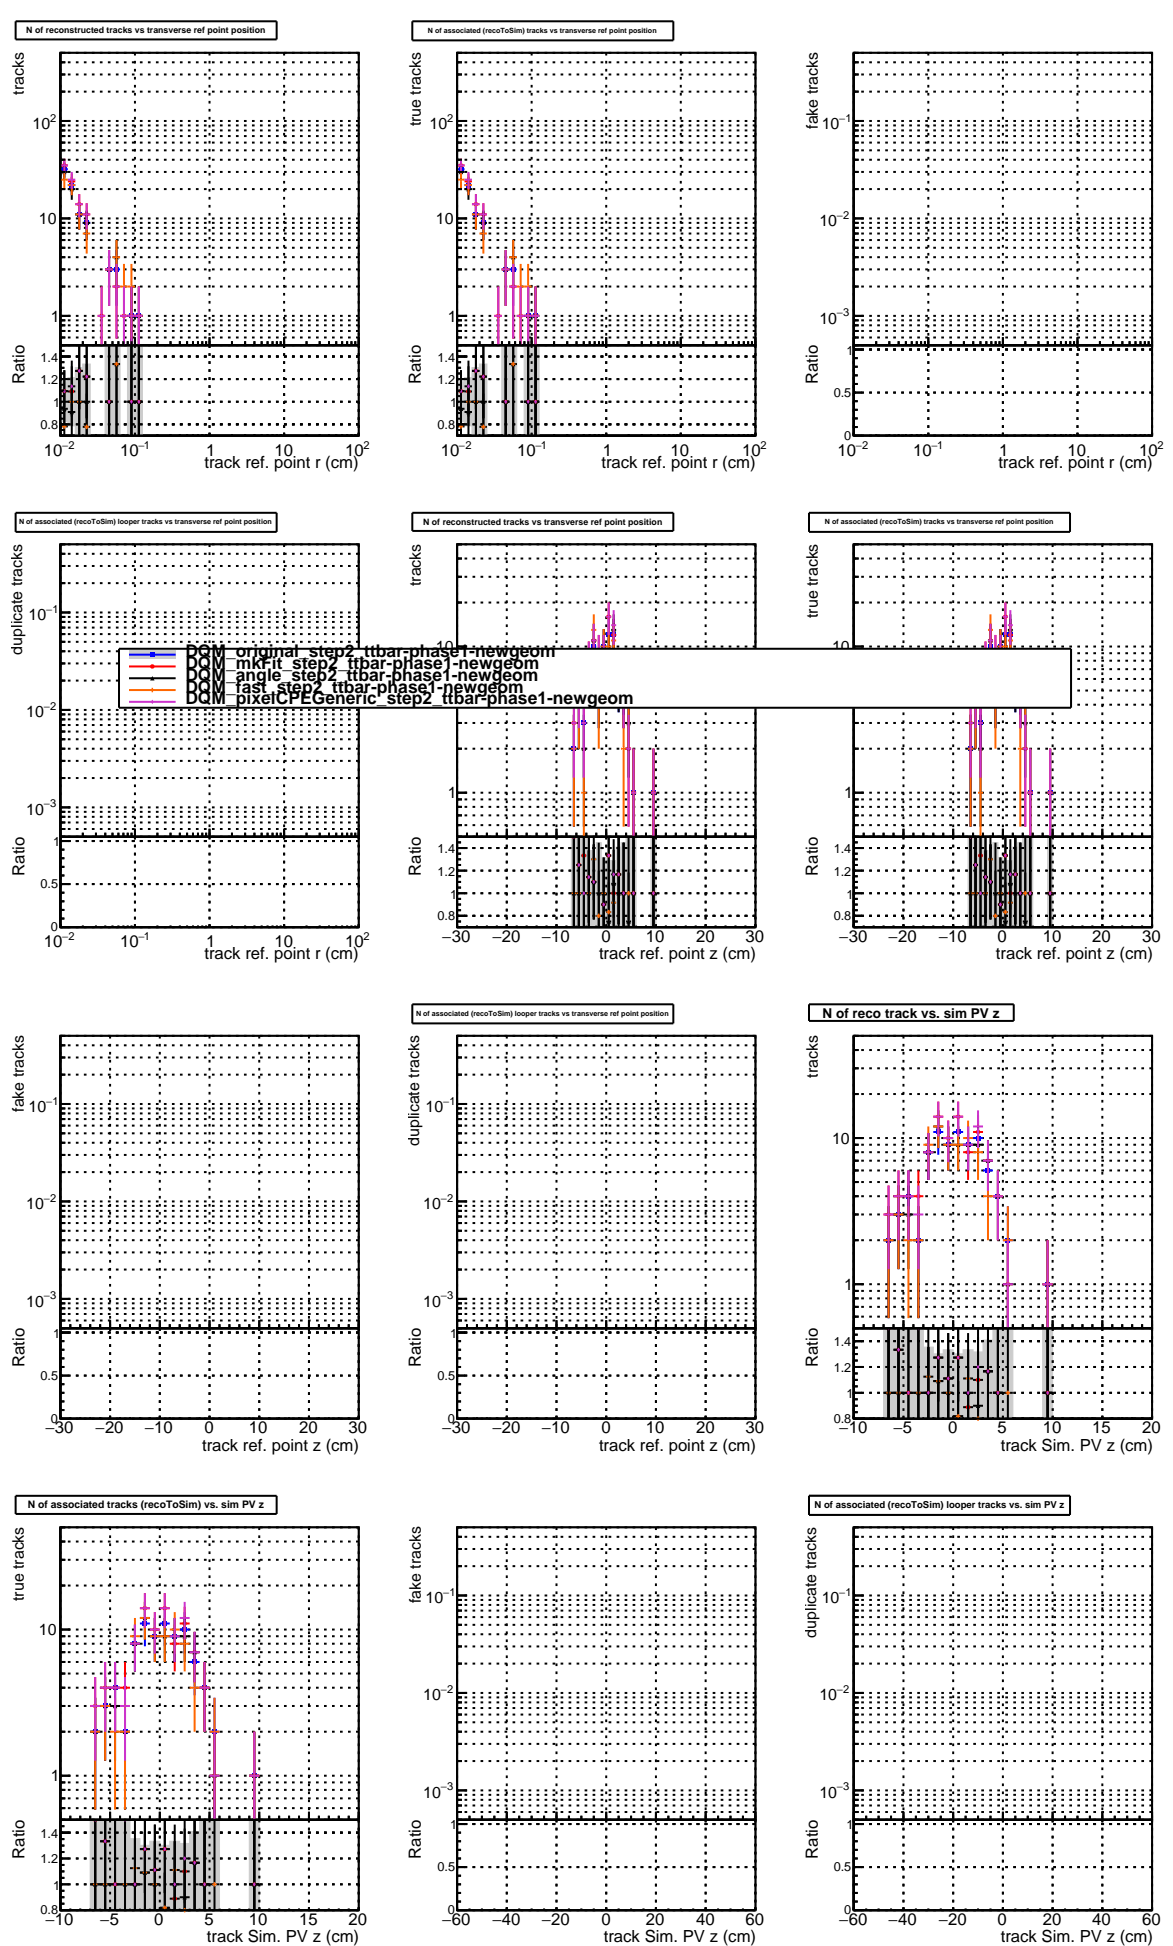 N of reconstructed tracks vs transverse ref point position
tracks
10²
10
1
Ratio
1.4
1.2
1
0.8
10⁻² 10⁻¹ 1 10 10²
track ref. point r (cm)
N of associated (recoToSim) tracks vs transverse ref point position
true tracks
10²
10
1
Ratio
1.4
1.2
1
0.8
10⁻² 10⁻¹ 1 10 10²
track ref. point r (cm)
fake tracks
10⁻¹
10⁻²
10⁻³
Ratio
1
0.5
0
10⁻² 10⁻¹ 1 10 10²
track ref. point r (cm)
N of associated (recoToSim) looper tracks vs transverse ref point position
duplicate tracks
10⁻¹
10⁻²
10⁻³
Ratio
1
0.5
0
10⁻² 10⁻¹ 1 10 10²
track ref. point r (cm)
N of reconstructed tracks vs transverse ref point position
tracks
10
1
Ratio
1.4
1.2
1
0.8
−30 −20 −10 0 10 20 30
track ref. point z (cm)
N of associated (recoToSim) tracks vs transverse ref point position
true tracks
10
1
Ratio
1.4
1.2
1
0.8
−30 −20 −10 0 10 20 30
track ref. point z (cm)
DQM_original_step2_ttbar-phase1-newgeom
DQM_mkFit_step2_ttbar-phase1-newgeom
DQM_angle_step2_ttbar-phase1-newgeom
DQM_fast_step2_ttbar-phase1-newgeom
DQM_pixelCPEGeneric_step2_ttbar-phase1-newgeom
fake tracks
10⁻¹
10⁻²
10⁻³
Ratio
1
0.5
0
−30 −20 −10 0 10 20 30
track ref. point z (cm)
N of associated (recoToSim) looper tracks vs transverse ref point position
duplicate tracks
10⁻¹
10⁻²
10⁻³
Ratio
1
0.5
0
−30 −20 −10 0 10 20 30
track ref. point z (cm)
N of reco track vs. sim PV z
tracks
10
1
Ratio
1.4
1.2
1
0.8
−10 −5 0 5 10 15 20
track Sim. PV z (cm)
N of associated tracks (recoToSim) vs. sim PV z
true tracks
10
1
Ratio
1.4
1.2
1
0.8
−10 −5 0 5 10 15 20
track Sim. PV z (cm)
fake tracks
10⁻¹
10⁻²
10⁻³
Ratio
1
0.5
0
−60 −40 −20 0 20 40 60
track Sim. PV z (cm)
N of associated (recoToSim) looper tracks vs. sim PV z
duplicate tracks
10⁻¹
10⁻²
10⁻³
Ratio
1
0.5
0
−60 −40 −20 0 20 40 60
track Sim. PV z (cm)